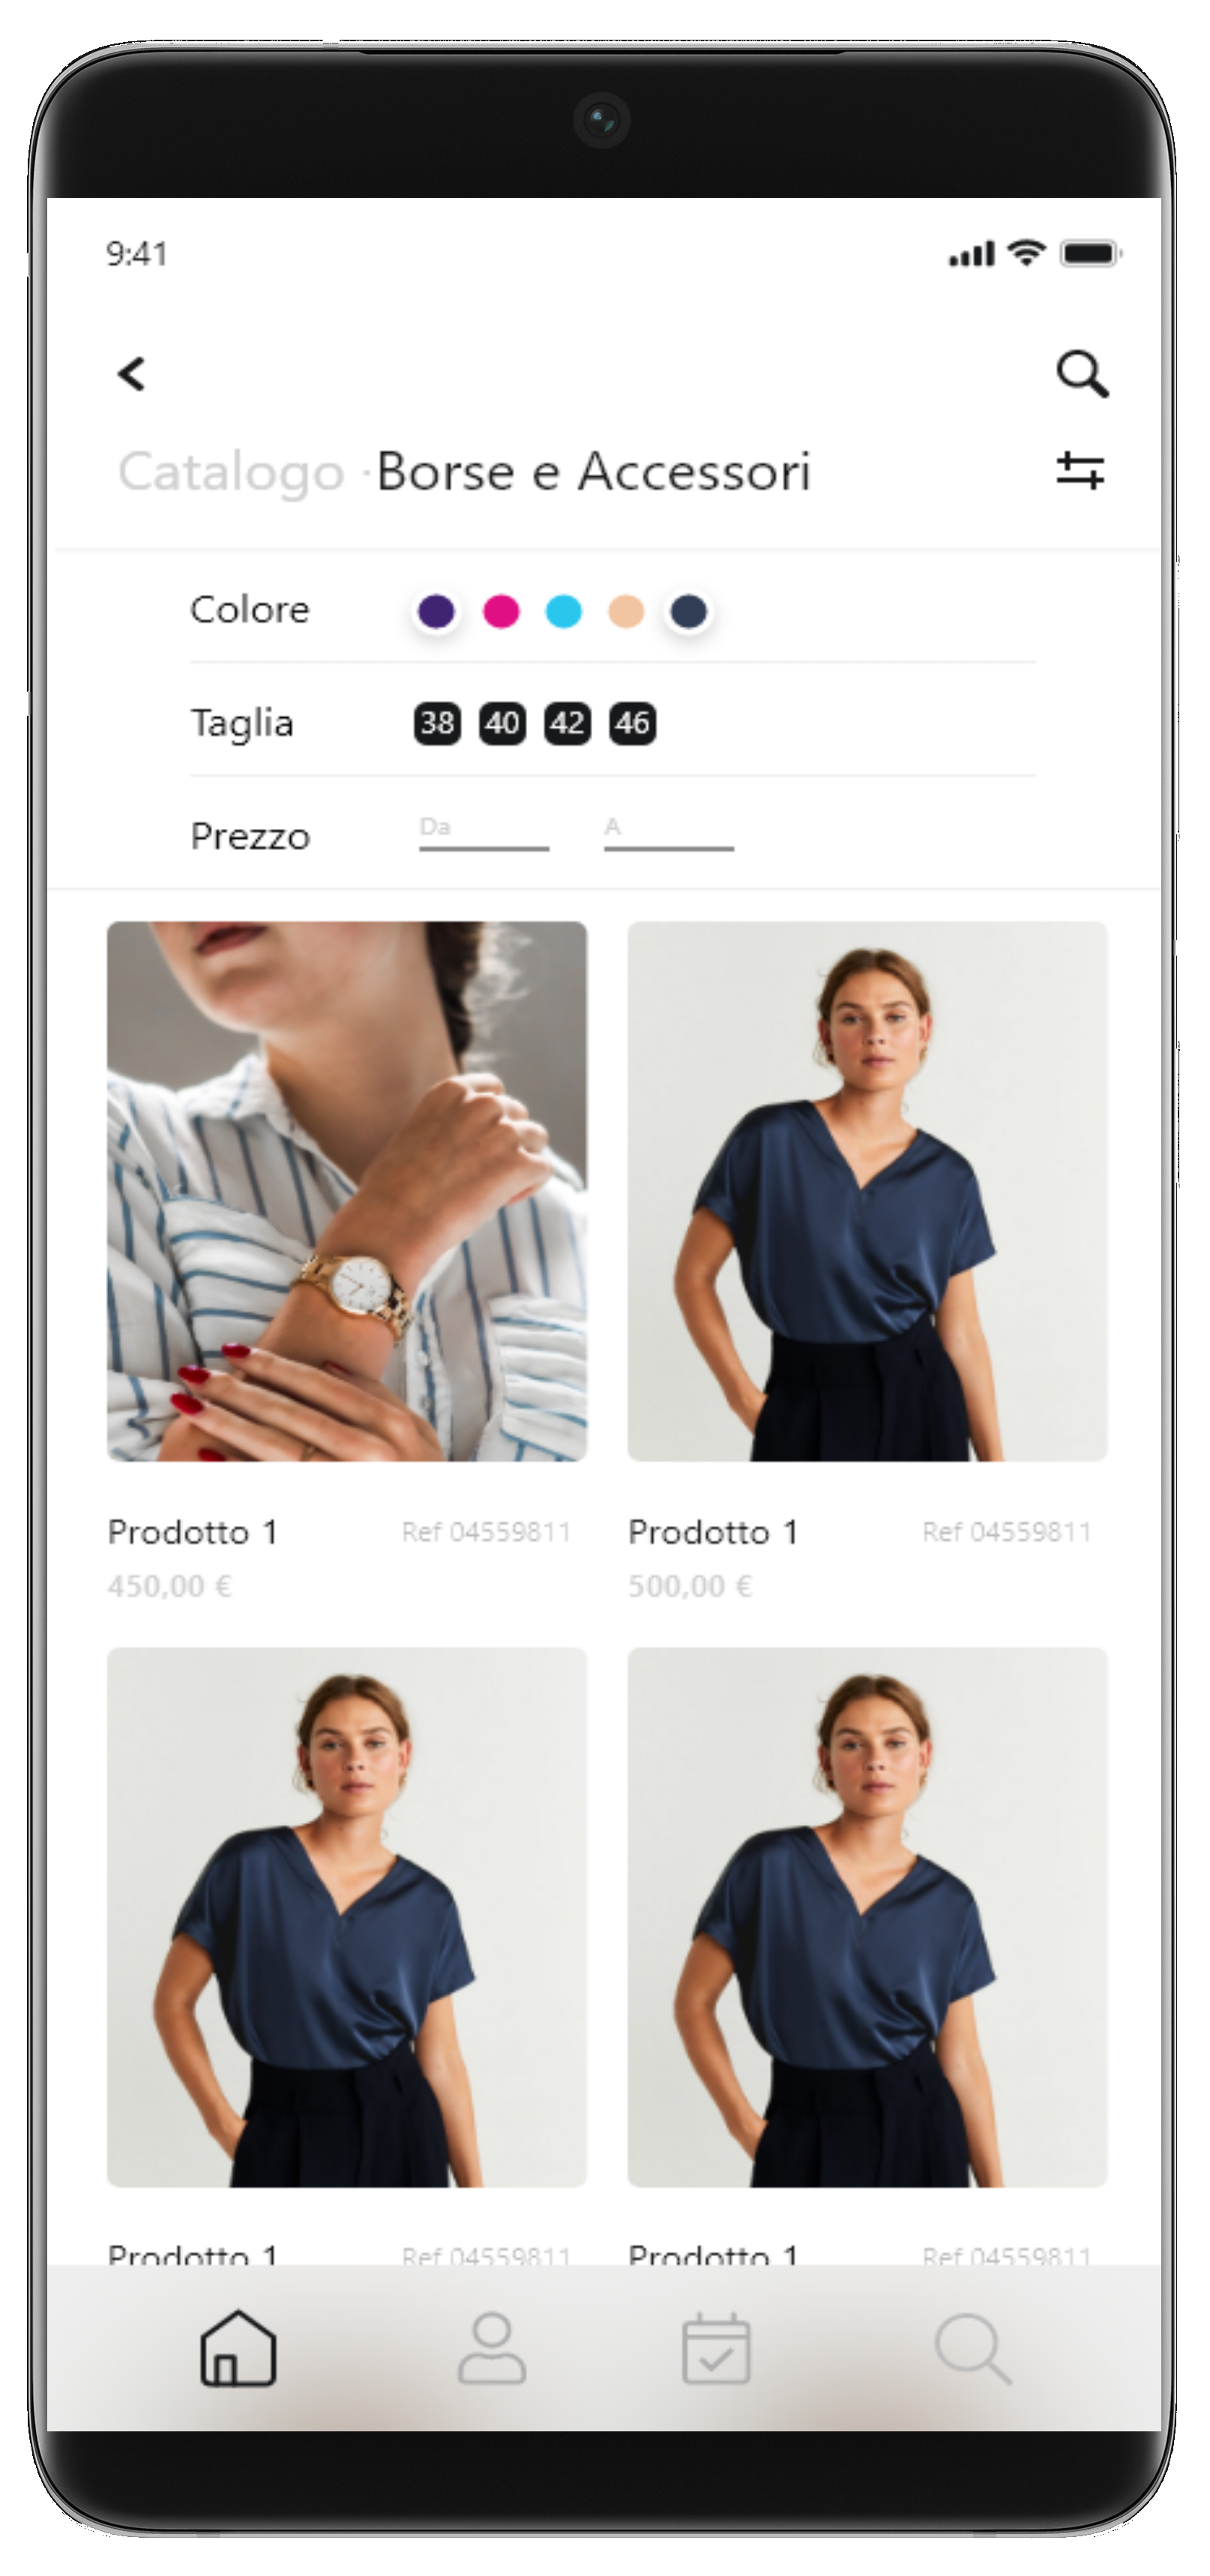 9:41
Catalogo · Borse e Accessori
Colore
Taglia 38 40 42 46
Prezzo Da A
Prodotto 1 Ref 04559811 Prodotto 1 Ref 04559811
450,00 € 500,00 €
Prodotto 1 Ref 04559811 Prodotto 1 Ref 04559811